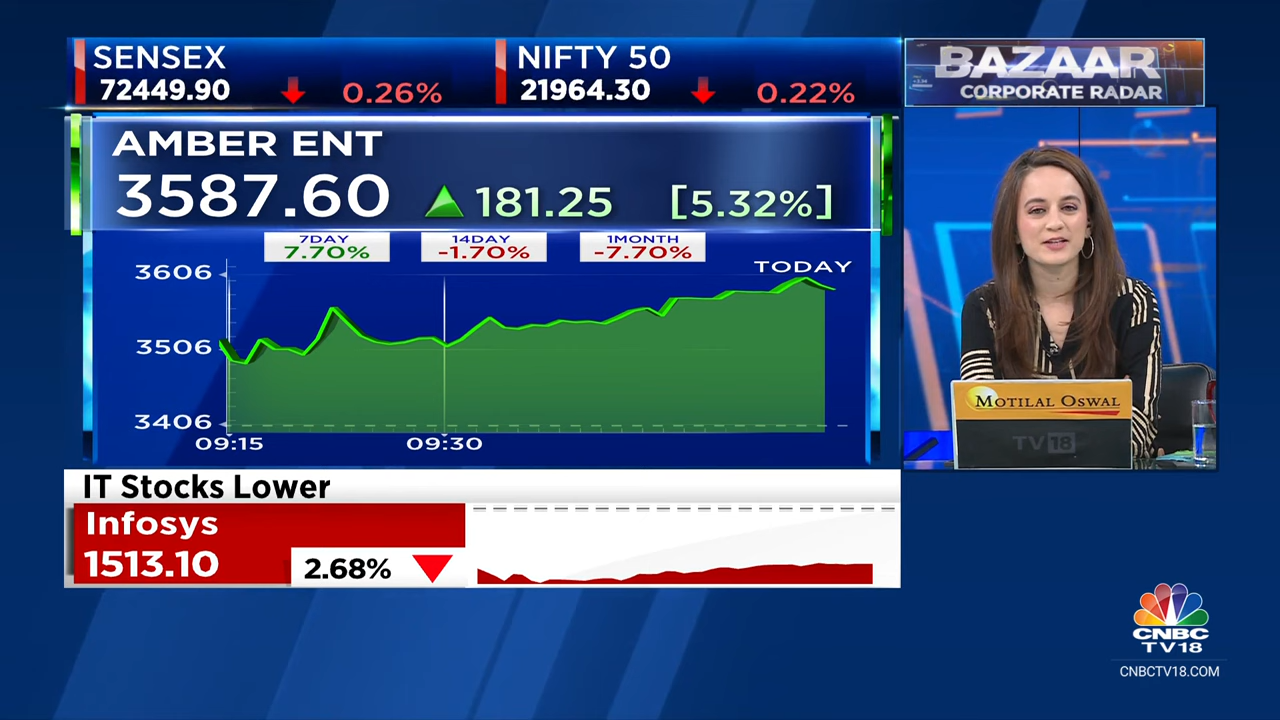 SENSEX
72449.90 0.26%
NIFTY 50
21964.30 0.22%
BAZAAR
CORPORATE RADAR
AMBER ENT
3587.60 181.25 [5.32%]
7DAY
7.70%
14DAY
-1.70%
1MONTH
-7.70%
TODAY
3606
3506
3406
09:15 09:30
MOTILAL OSWAL
TV18
IT Stocks Lower
Infosys
1513.10
2.68%
CNBC
TV18
CNBCTV18.COM